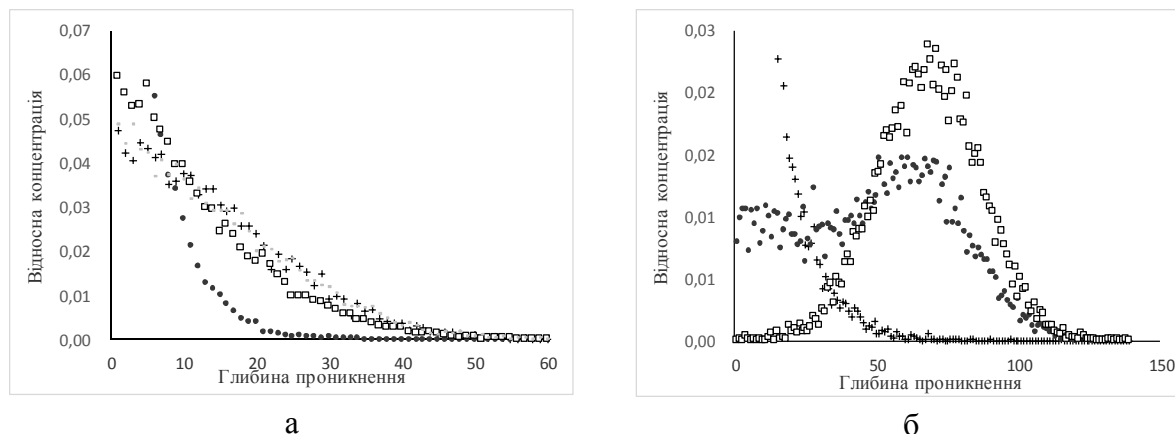 0,07
0,06
0,05
0,04
0,03
0,02
0,01
0,00
Відносна концентрація
0 10 20 30 40 50 60
Глибина проникнення
а
0,03
0,02
0,02
0,01
0,01
0,00
Відносна концентрація
0 50 100 150
Глибина проникнення
б